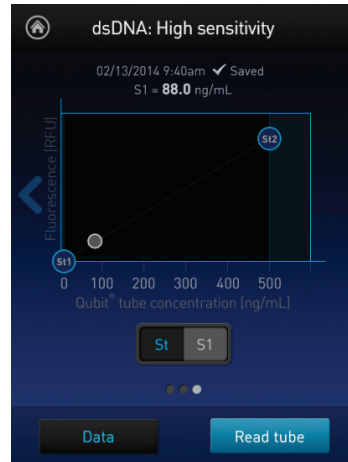 dsDNA: High sensitivity
02/13/2014 9:40am ✔ Saved
S1 = 88.0 ng/mL
Fluorescence (RFU)
St2
St1
0 100 200 300 400 500
Qubit® tube concentration (ng/mL)
St S1
Data Read tube